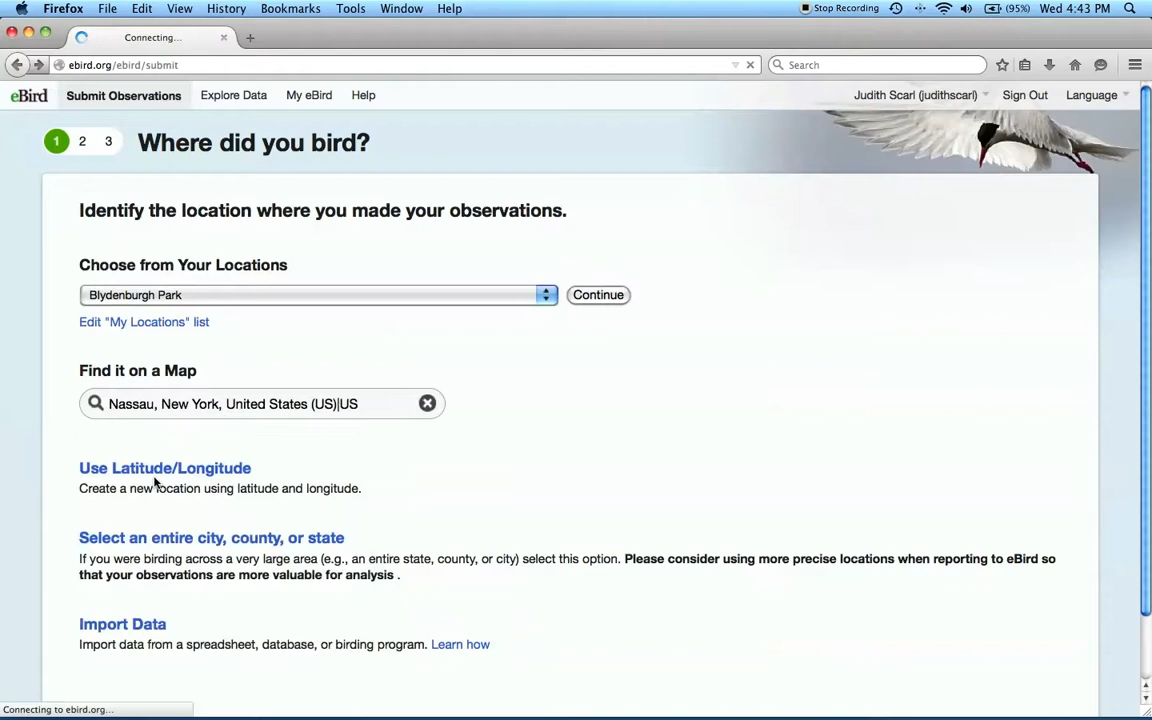 Firefox File Edit View History Bookmarks Tools Window Help Stop Recording (95%) Wed 4:43 PM
Connecting...
ebird.org/ebird/submit Search
eBird Submit Observations Explore Data My eBird Help Judith Scarl (judithscarl) Sign Out Language
1 2 3 Where did you bird?
Identify the location where you made your observations.
Choose from Your Locations
Blydenburgh Park Continue
Edit "My Locations" list
Find it on a Map
Nassau, New York, United States (US)|US
Use Latitude/Longitude
Create a new location using latitude and longitude.
Select an entire city, county, or state
If you were birding across a very large area (e.g., an entire state, county, or city) select this option. Please consider using more precise locations when reporting to eBird so
that your observations are more valuable for analysis .
Import Data
Import data from a spreadsheet, database, or birding program. Learn how
Connecting to ebird.org...